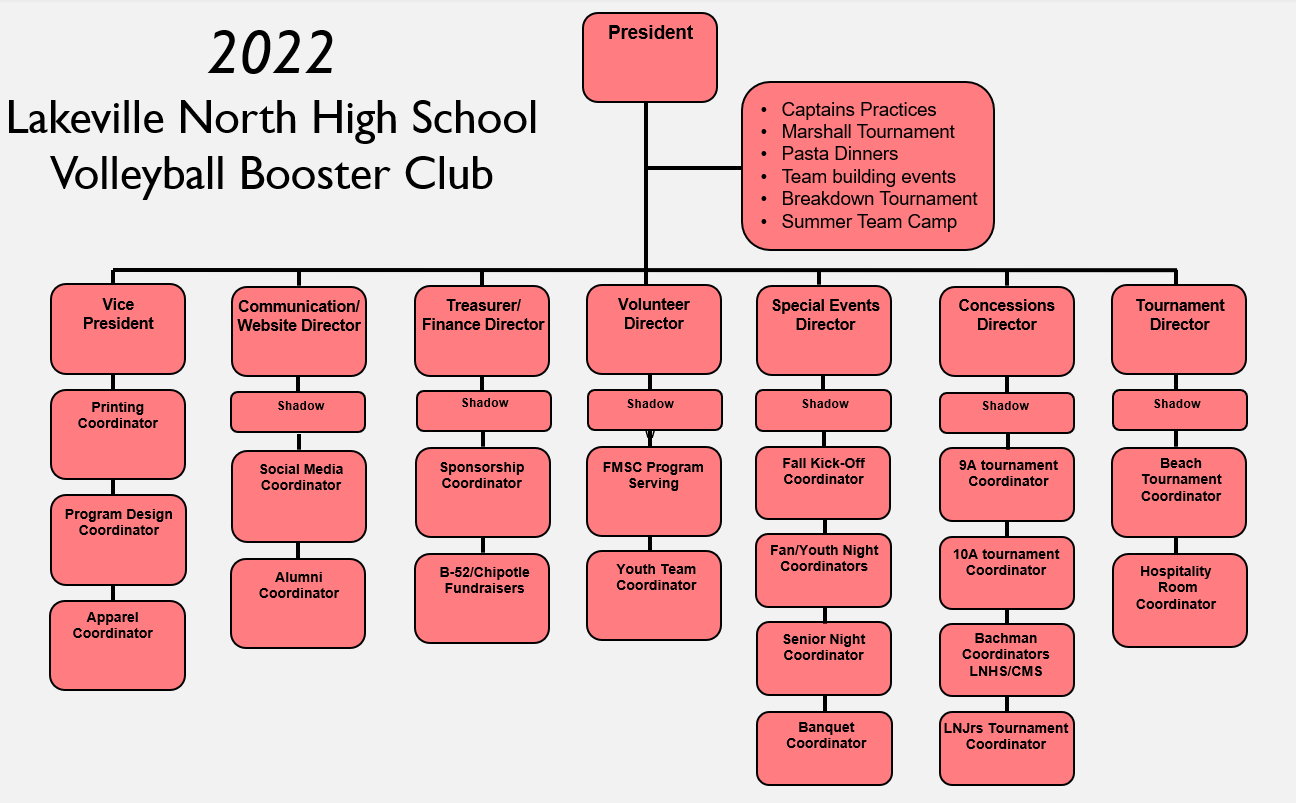 2022
Lakeville North High School
Volleyball Booster Club
President
• Captains Practices
• Marshall Tournament
• Pasta Dinners
• Team building events
• Breakdown Tournament
• Summer Team Camp
Vice
President
Printing
Coordinator
Program Design
Coordinator
Apparel
Coordinator
Communication/
Website Director
Shadow
Social Media
Coordinator
Alumni
Coordinator
Treasurer/
Finance Director
Shadow
Sponsorship
Coordinator
B-52/Chipotle
Fundraisers
Volunteer
Director
Shadow
FMSC Program
Serving
Youth Team
Coordinator
Special Events
Director
Shadow
Fall Kick-Off
Coordinator
Fan/Youth Night
Coordinators
Senior Night
Coordinator
Banquet
Coordinator
Concessions
Director
Shadow
9A tournament
Coordinator
10A tournament
Coordinator
Bachman
Coordinators
LNHS/CMS
LNJrs Tournament
Coordinator
Tournament
Director
Shadow
Beach
Tournament
Coordinator
Hospitality
Room
Coordinator